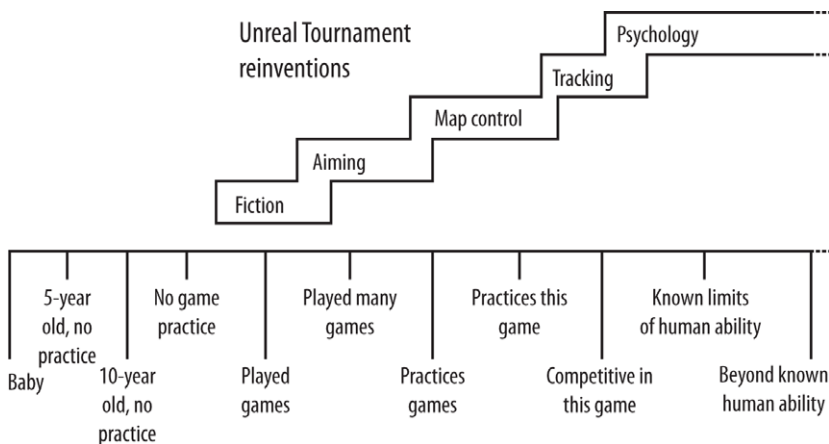 Unreal Tournament
reinventions
Psychology
Tracking
Map control
Aiming
Fiction
5-year
old, no
practice
No game
practice
Played many
games
Practices this
game
Known limits
of human ability
Baby
10-year
old, no
practice
Played
games
Practices
games
Competitive in
this game
Beyond known
human ability